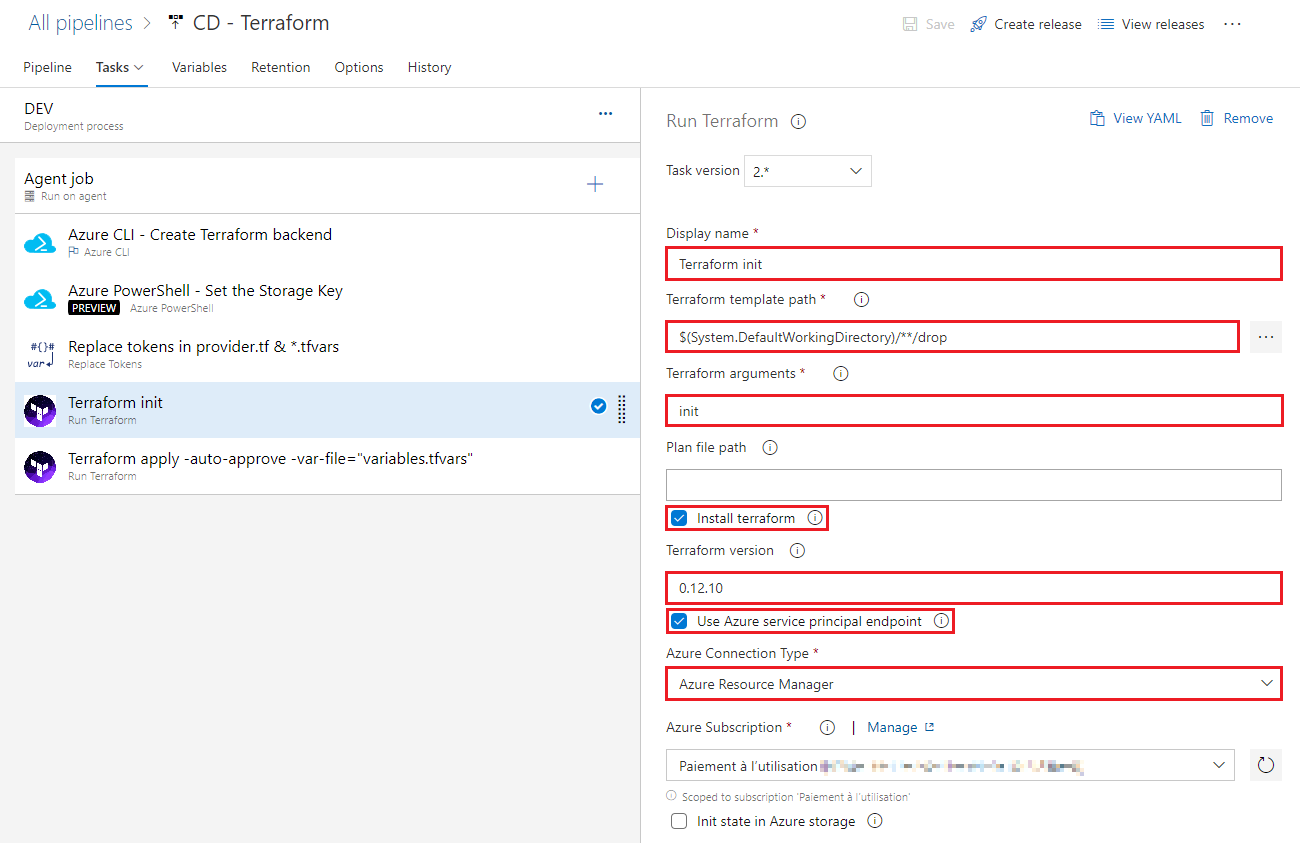 All pipelines > CD - Terraform
Save Create release View releases ...
Pipeline Tasks Variables Retention Options History
DEV
Deployment process
...
Agent job
Run on agent
Azure CLI - Create Terraform backend
Azure CLI
Azure PowerShell - Set the Storage Key
PREVIEW Azure PowerShell
#{}#
var
Replace tokens in provider.tf & *.tfvars
Replace Tokens
Terraform init
Run Terraform
Terraform apply -auto-approve -var-file="variables.tfvars"
Run Terraform
Run Terraform
View YAML Remove
Task version 2.*
Display name *
Terraform init
Terraform template path *
$(System.DefaultWorkingDirectory)/**/drop
...
Terraform arguments *
init
Plan file path
Install terraform
Terraform version
0.12.10
Use Azure service principal endpoint
Azure Connection Type *
Azure Resource Manager
Azure Subscription * | Manage
Paiement à l'utilisation
Scoped to subscription 'Paiement à l'utilisation'
Init state in Azure storage